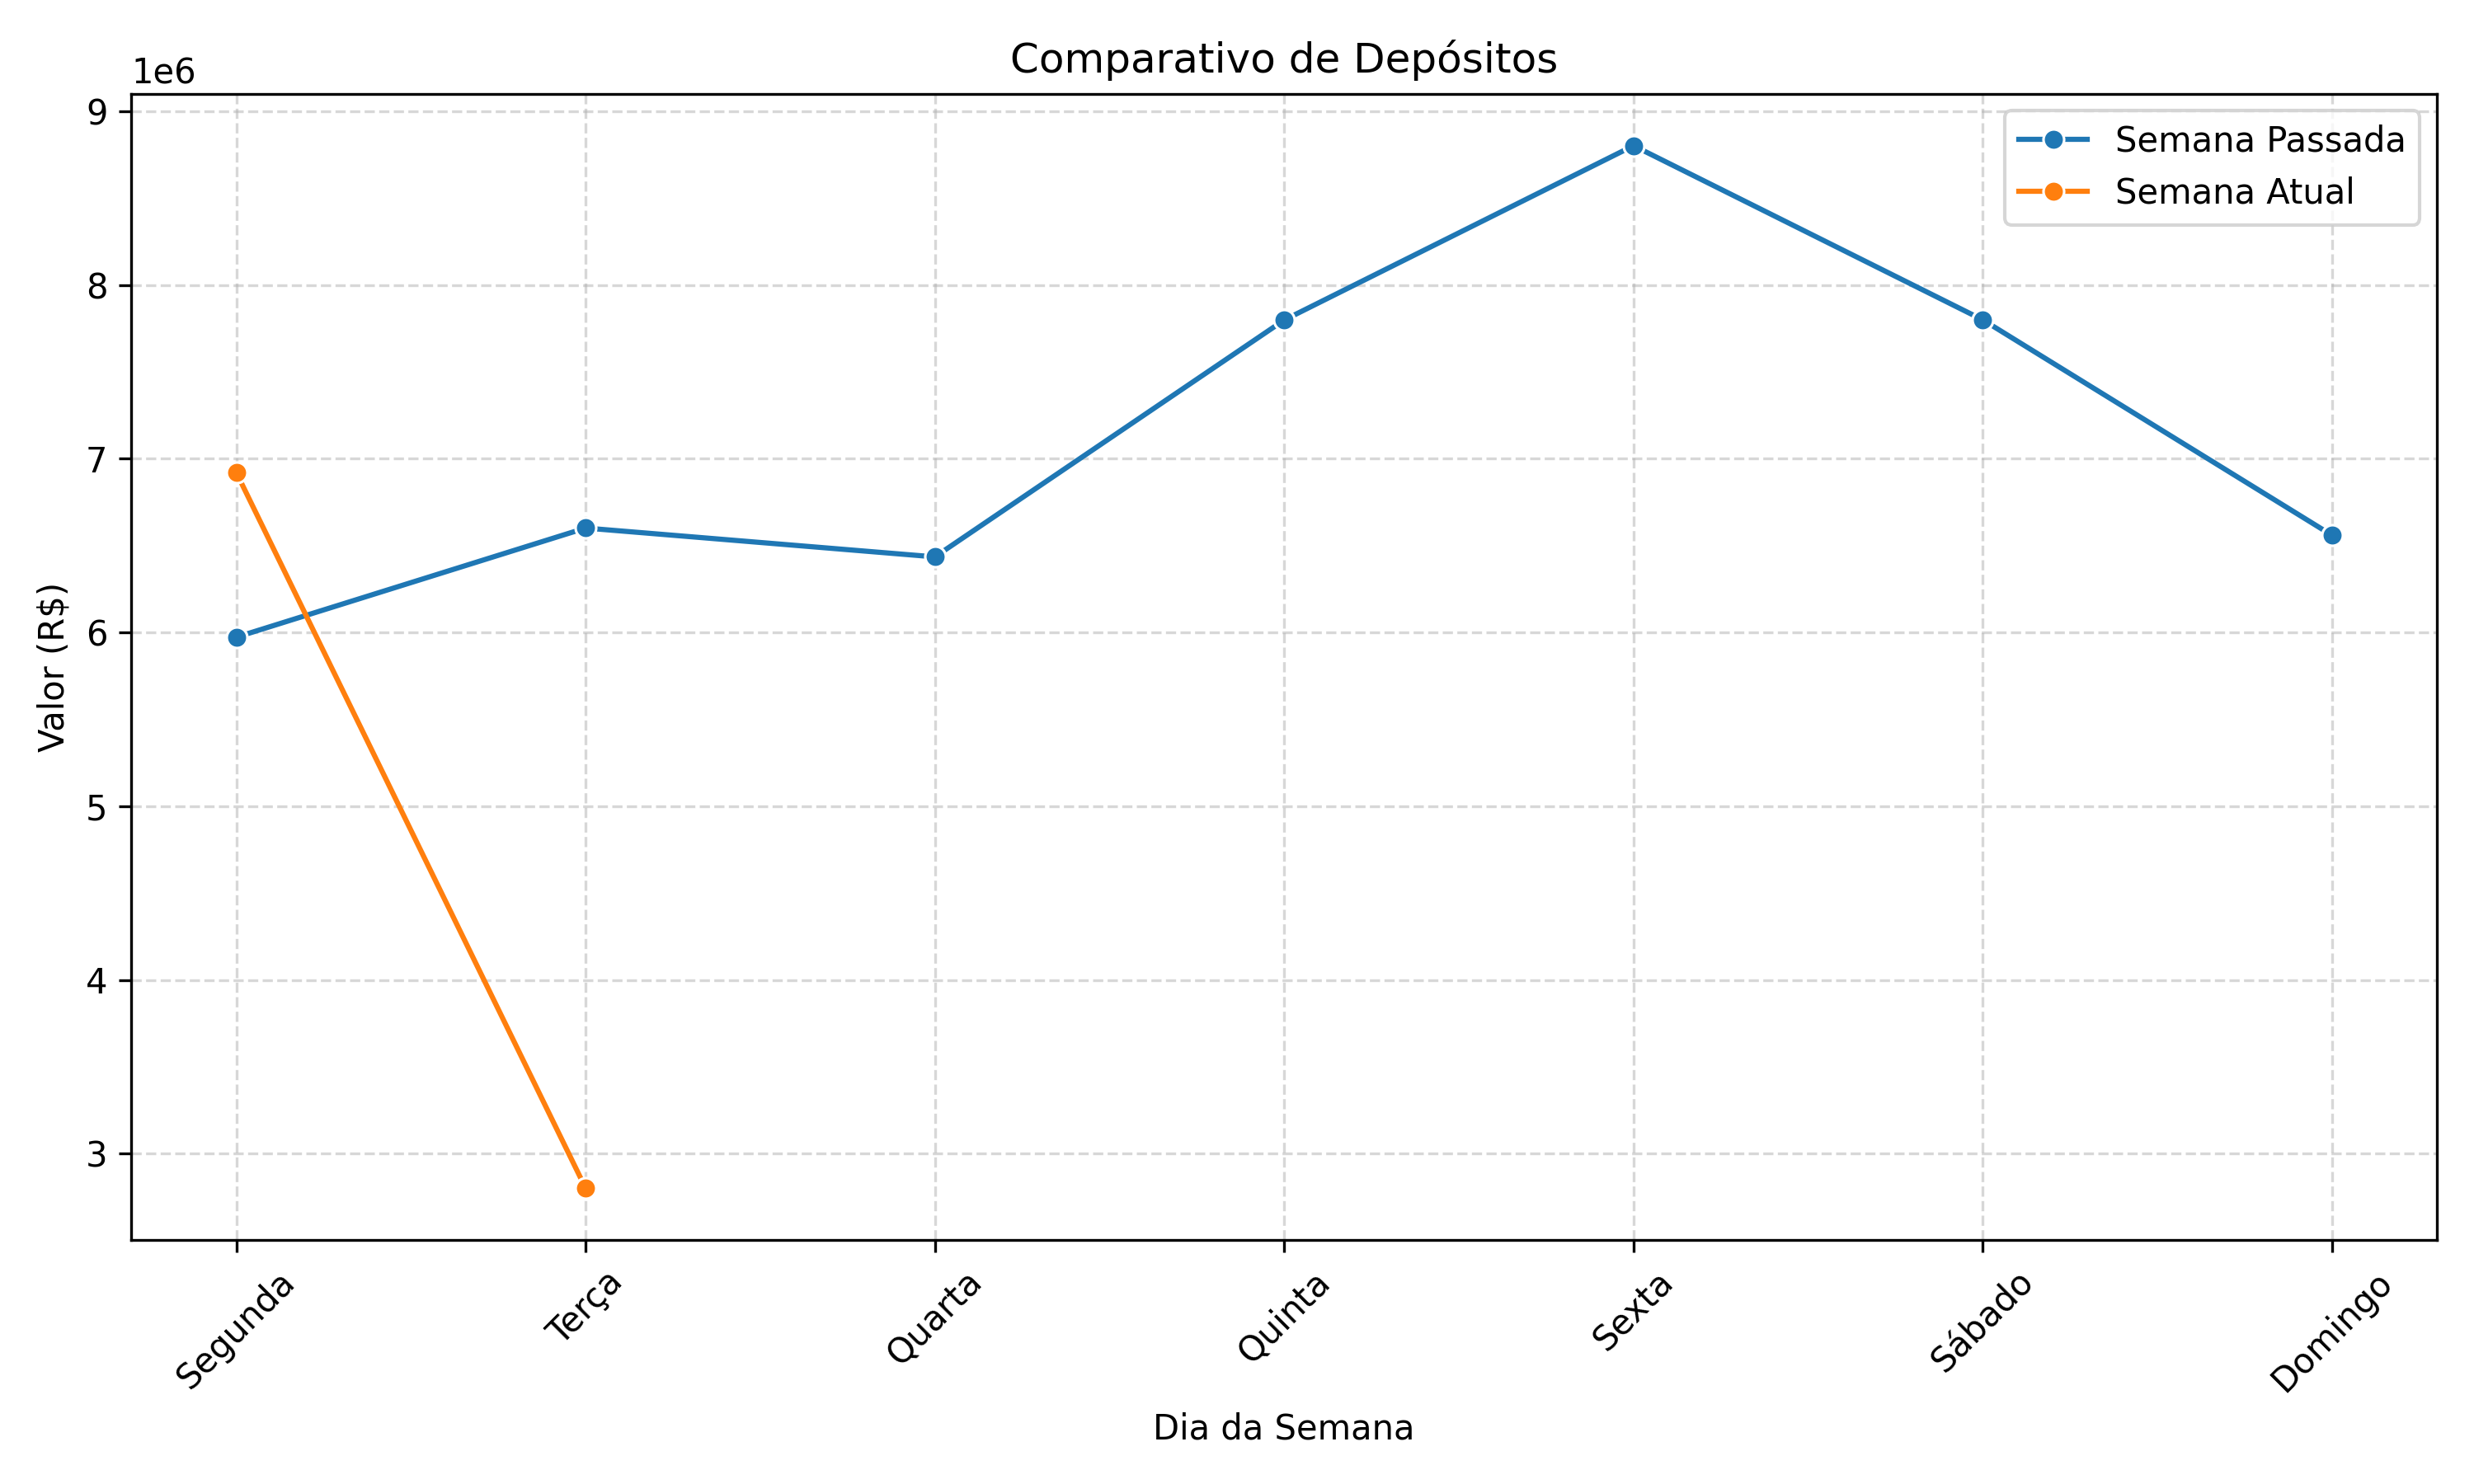 Comparativo de Depósitos
1e6
9
8
7
6
5
4
3
Valor (R$)
Semana Passada
Semana Atual
Segunda
Terça
Quarta
Quinta
Sexta
Sábado
Domingo
Dia da Semana